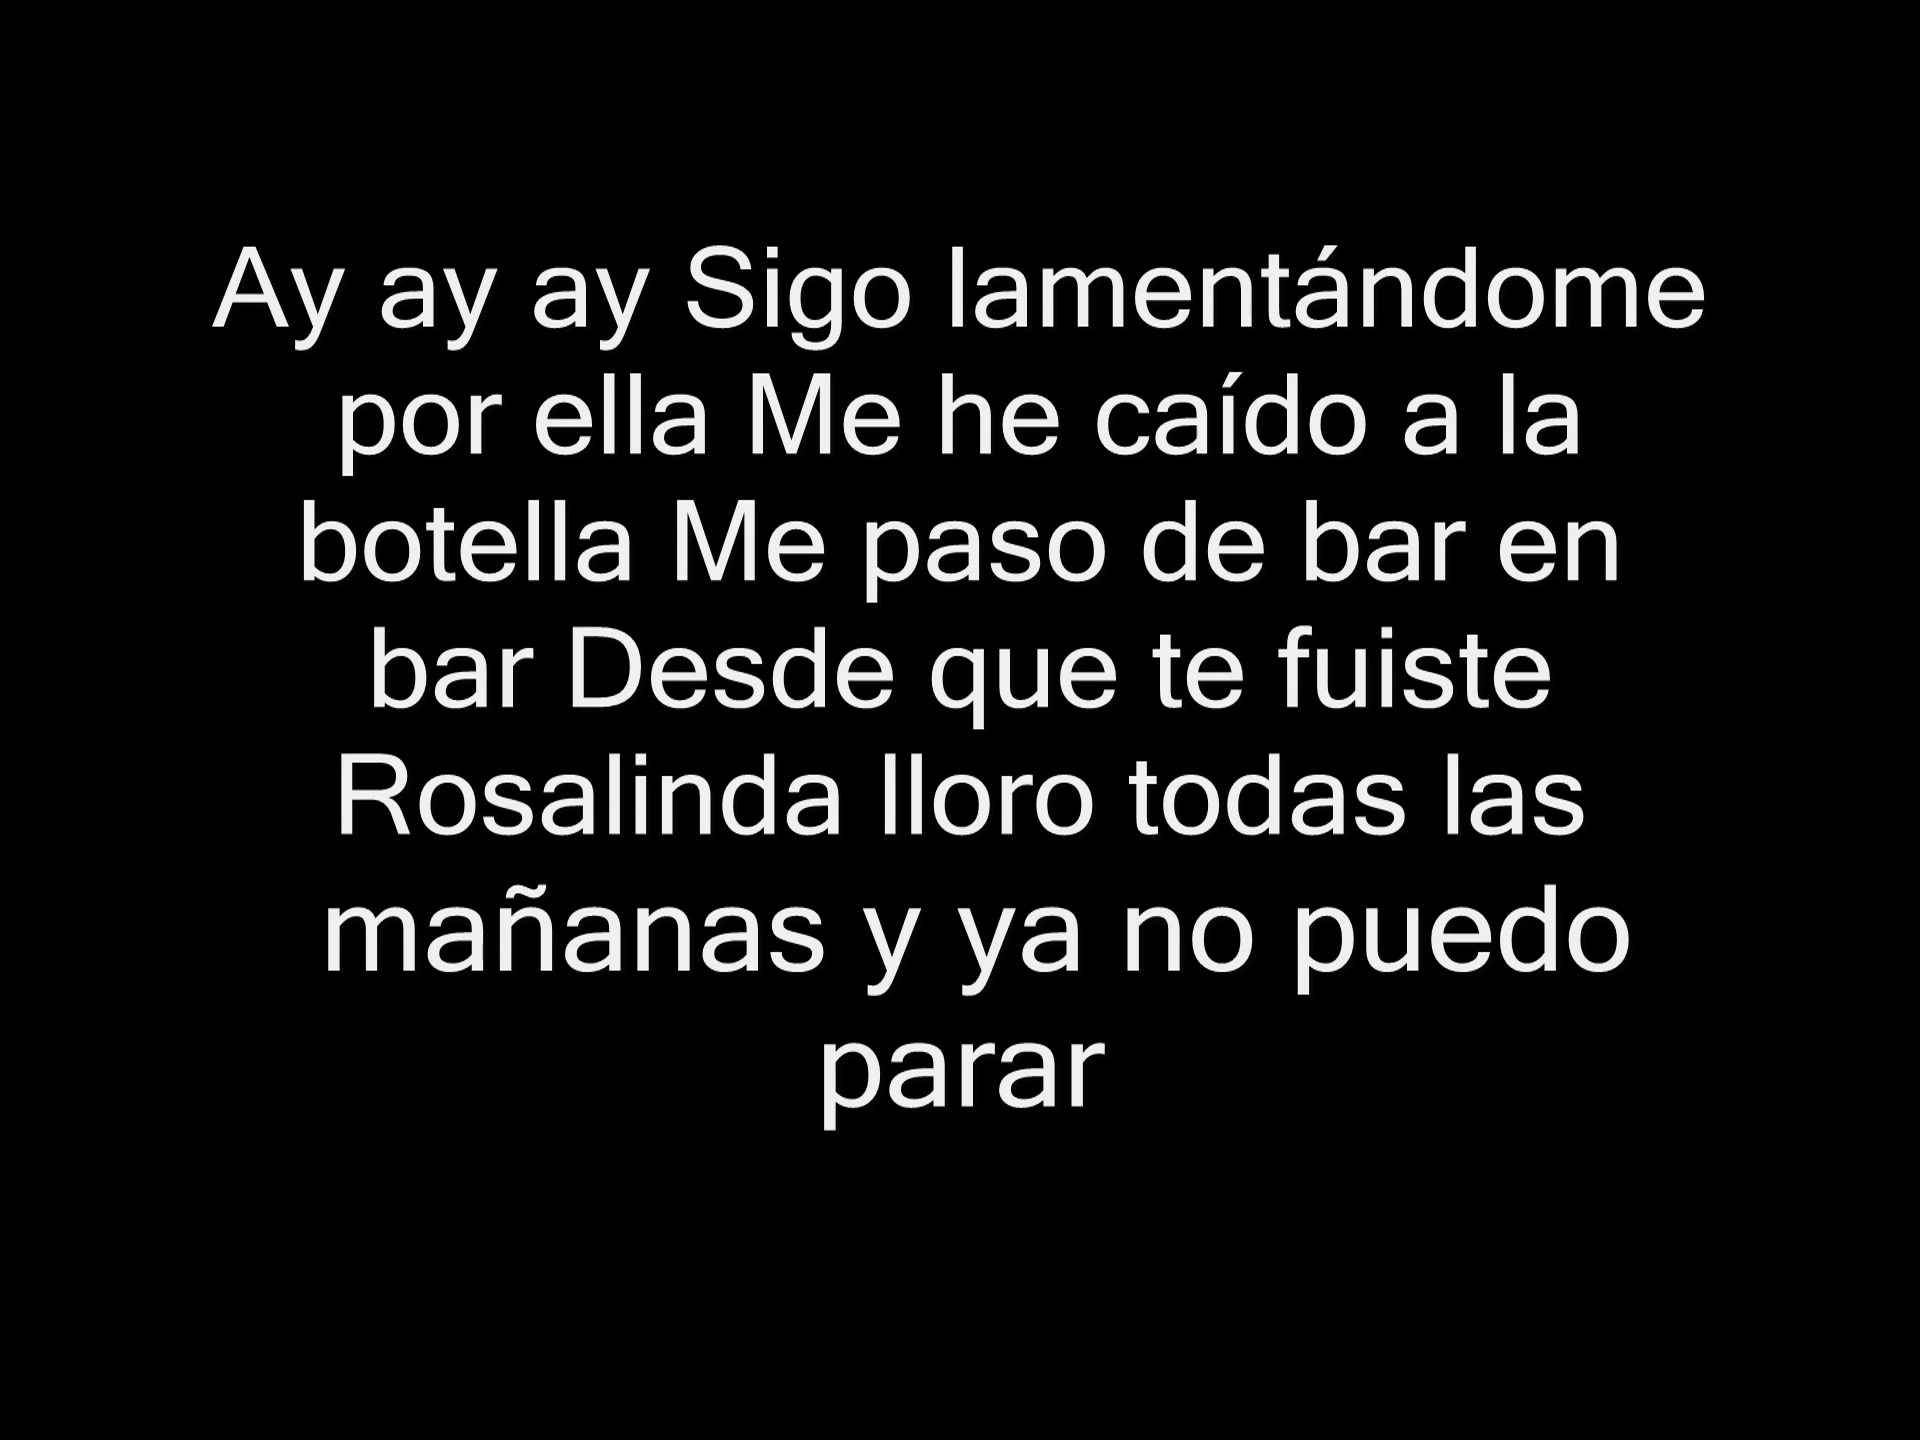 Ay ay ay Sigo lamentándome
por ella Me he caído a la
botella Me paso de bar en
bar Desde que te fuiste
Rosalinda lloro todas las
mañanas y ya no puedo
parar